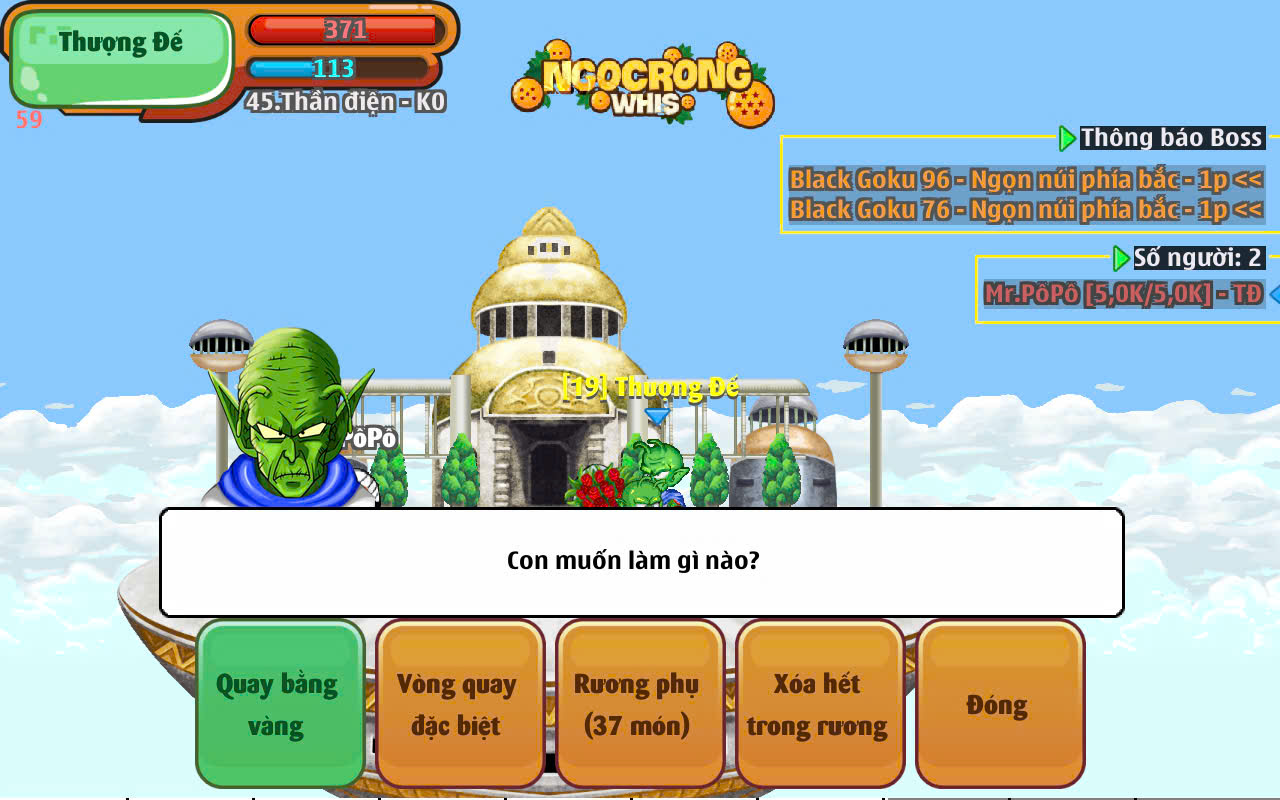 Thượng Đế
371
113
45.Thần điện - K0
59
NGOCRONG
WHIS
Thông báo Boss
Black Goku 96 - Ngọn núi phía bắc - 1p <<
Black Goku 76 - Ngọn núi phía bắc - 1p <<
Số người: 2
Mr.PôPô [5,0K/5,0K] - TĐ
[19] Thượng Đế
PôPô
Con muốn làm gì nào?
Quay bằng
vàng
Vòng quay
đặc biệt
Rương phụ
(37 món)
Xóa hết
trong rương
Đóng